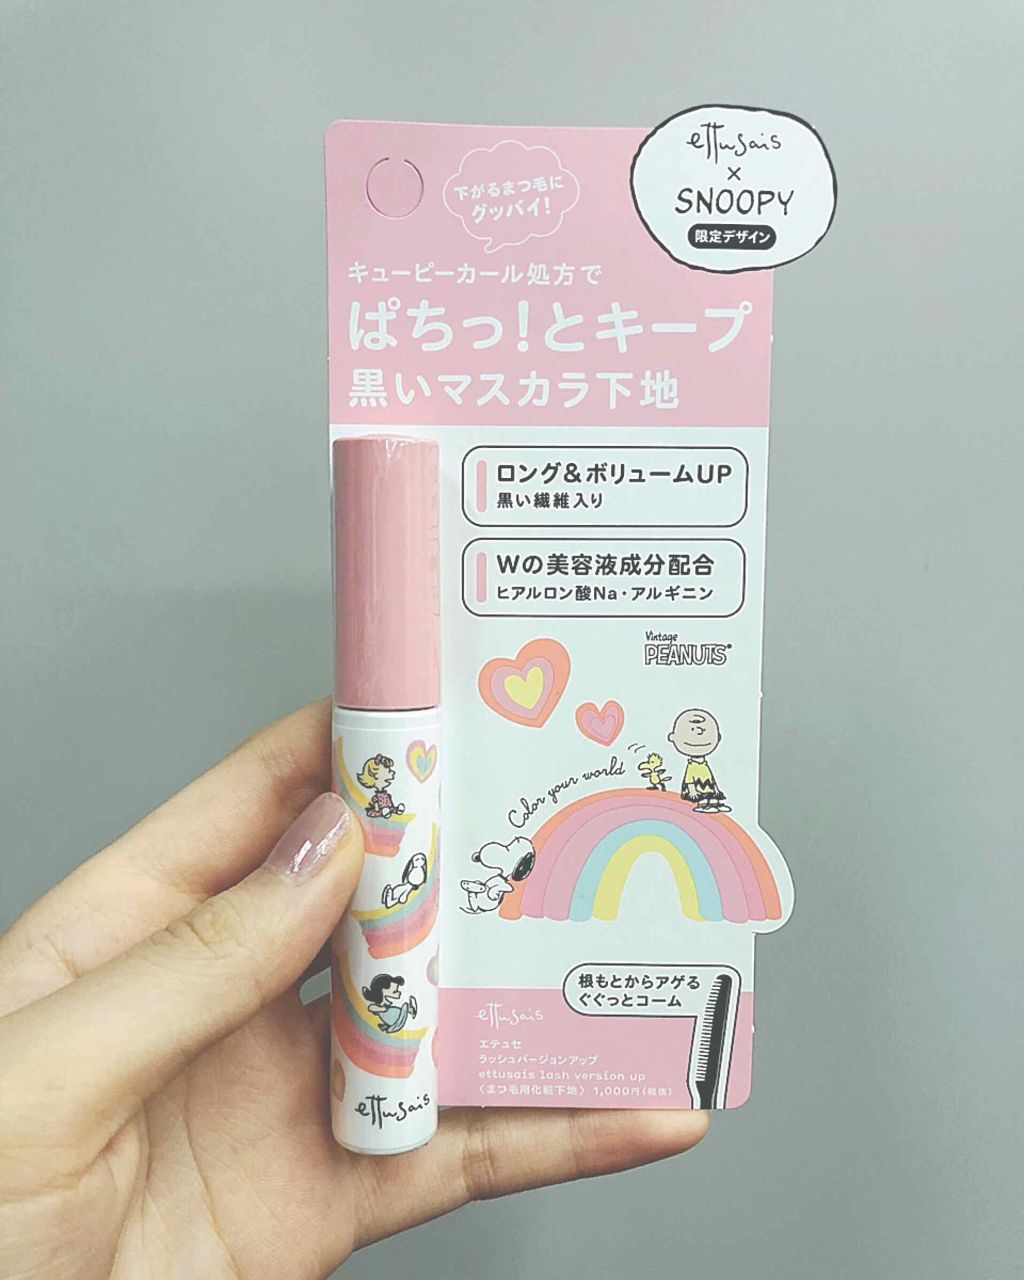 ettusais
×
SNOOPY
限定デザイン
下がるまつ毛に
グッバイ!
キューピーカール処方で
ぱちっ!とキープ
黒いマスカラ下地
ロング&ボリュームUP
黒い繊維入り
Wの美容液成分配合
ヒアルロン酸Na・アルギニン
Vintage
PEANUTS
Color your world
根もとからアゲる
ぐぐっとコーム
ettusais
エテュセ
ラッシュバージョンアップ
ettusais lash version up
〈まつ毛用化粧下地〉 1,000円(税抜)
ettusais